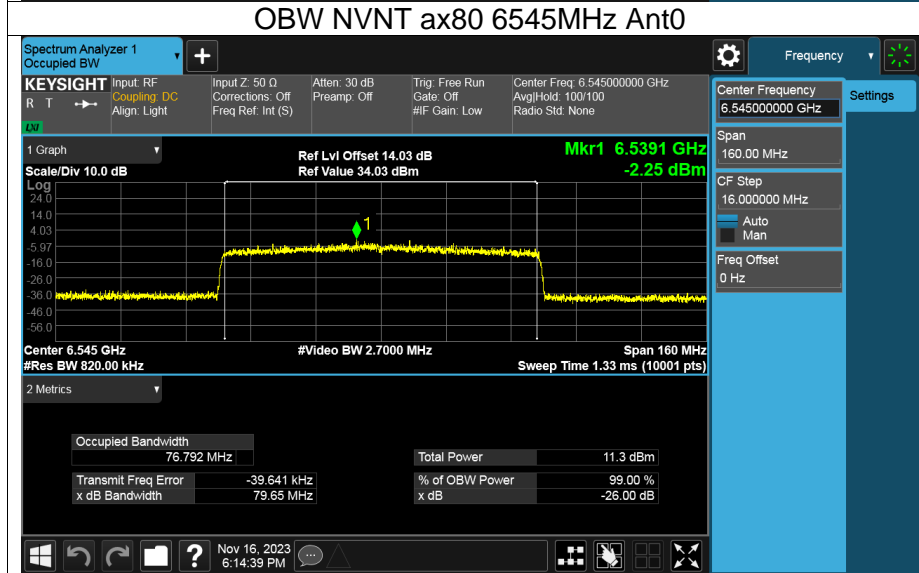 OBW NVNT ax80 6545MHz Ant0
Spectrum Analyzer 1
Occupied BW
+
Frequency
KEYSIGHT Input: RF Input Z: 50 Ω Atten: 30 dB Trig: Free Run Center Freq: 6.545000000 GHz
R T Coupling: DC Corrections: Off Preamp: Off Gate: Off Avg|Hold: 100/100
Align: Light Freq Ref: Int (S) #IF Gain: Low Radio Std: None
LXI
Center Frequency
6.545000000 GHz
Settings
Span
160.00 MHz
CF Step
16.000000 MHz
Auto
Man
Freq Offset
0 Hz
1 Graph
Ref Lvl Offset 14.03 dB
Mkr1 6.5391 GHz
Scale/Div 10.0 dB
Ref Value 34.03 dBm
-2.25 dBm
Log
24.0
14.0
4.03
-5.97
-16.0
-26.0
-36.0
-46.0
-56.0
1
Center 6.545 GHz #Video BW 2.7000 MHz Span 160 MHz
#Res BW 820.00 kHz Sweep Time 1.33 ms (10001 pts)
2 Metrics
Occupied Bandwidth
76.792 MHz
Total Power 11.3 dBm
Transmit Freq Error -39.641 kHz % of OBW Power 99.00 %
x dB Bandwidth 79.65 MHz x dB -26.00 dB
?
Nov 16, 2023
6:14:39 PM